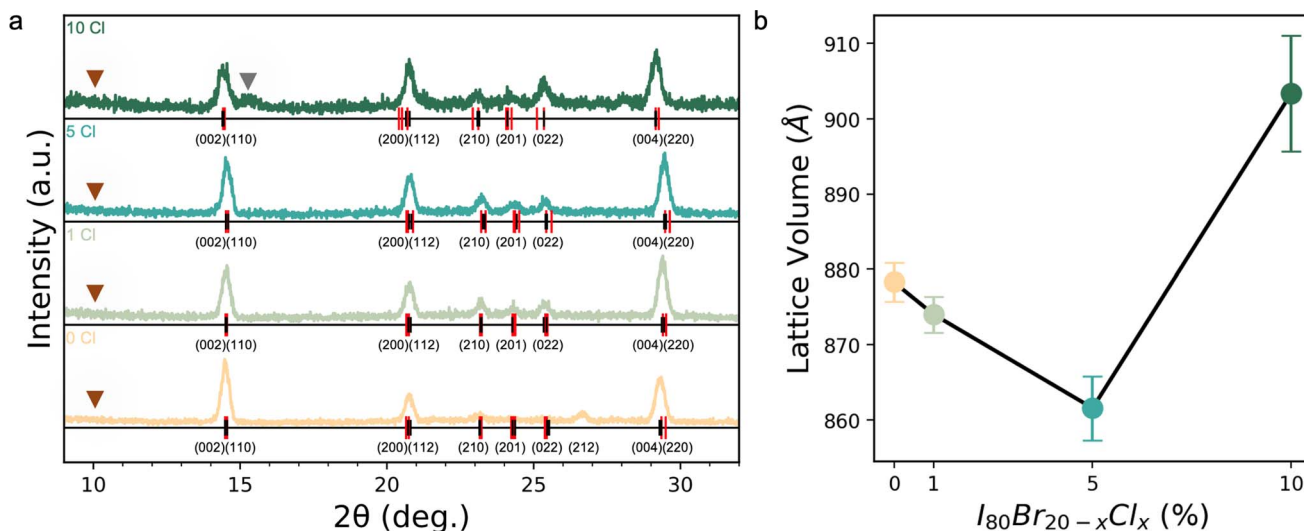 a
10 Cl
(002)(110) (200)(112) (210) (201) (022) (004)(220)
5 Cl
(002)(110) (200)(112) (210) (201) (022) (004)(220)
1 Cl
(002)(110) (200)(112) (210) (201) (022) (004)(220)
0 Cl
(002)(110) (200)(112) (210) (201) (022) (212) (004)(220)
10 15 20 25 30
2θ (deg.)
Intensity (a.u.)
b
910
900
890
880
870
860
0 1 5 10
I₈₀Br₂₀₋ₓClₓ (%)
Lattice Volume (Å)